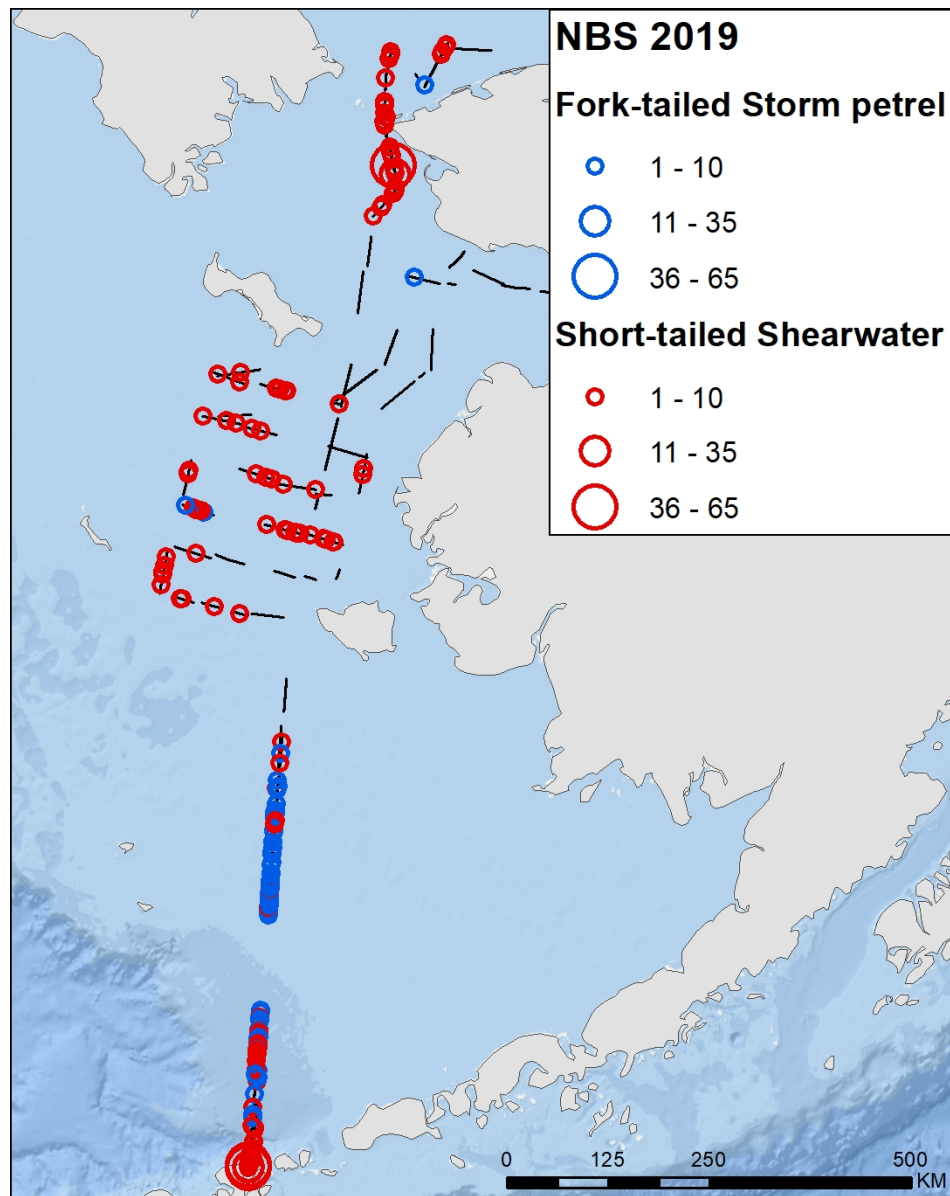 NBS 2019
Fork-tailed Storm petrel
1 - 10
11 - 35
36 - 65
Short-tailed Shearwater
1 - 10
11 - 35
36 - 65
0 125 250 500
KM